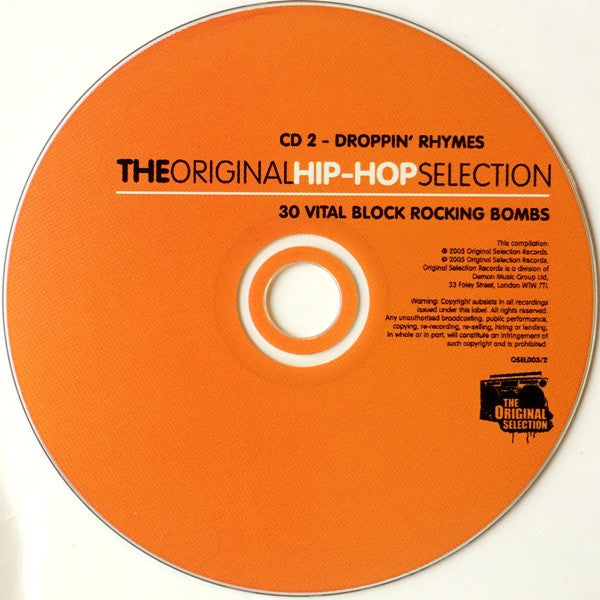 CD 2 - DROPPIN' RHYMES
THEORIGINALHIP-HOPSELECTION
30 VITAL BLOCK ROCKING BOMBS
This compilation:
℗ 2005 Original Selection Records.
© 2005 Original Selection Records.
Original Selection Records is a division of
Demon Music Group Ltd,
33 Foley Street, London W1W 7TL
Warning: Copyright subsists in all recordings
issued under this label. All rights reserved.
Any unauthorised broadcasting, public performance,
copying, re-recording, re-selling, hiring or lending,
in whole or in part, will constitute an infringement of
such copyright and is prohibited.
OSEL003/2
THE
ORIGINAL
SELECTION